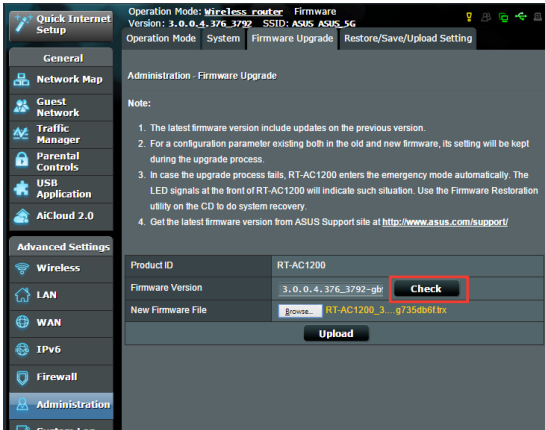 Quick Internet
Setup
General
Network Map
Guest
Network
Traffic
Manager
Parental
Controls
USB
Application
AiCloud 2.0
Advanced Settings
Wireless
LAN
WAN
IPv6
Firewall
Administration
Operation Mode: Wireless router Firmware
Version: 3.0.0.4.376_3792 SSID: ASUS ASUS_5G
Operation Mode System Firmware Upgrade Restore/Save/Upload Setting
Administration - Firmware Upgrade
Note:
1. The latest firmware version include updates on the previous version.
2. For a configuration parameter existing both in the old and new firmware, its setting will be kept
during the upgrade process.
3. In case the upgrade process fails, RT-AC1200 enters the emergency mode automatically. The
LED signals at the front of RT-AC1200 will indicate such situation. Use the Firmware Restoration
utility on the CD to do system recovery.
4. Get the latest firmware version from ASUS Support site at http://www.asus.com/support/
Product ID RT-AC1200
Firmware Version 3.0.0.4.376_3792-g Check
New Firmware File Browse... RT-AC1200_3....g735db6f.trx
Upload